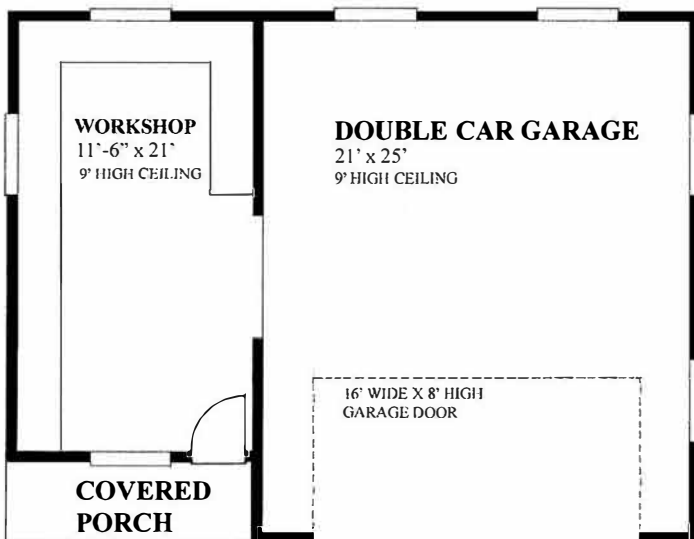 WORKSHOP
11'-6" x 21'
9' HIGH CEILING
DOUBLE CAR GARAGE
21' x 25'
9' HIGH CEILING
16' WIDE X 8' HIGH
GARAGE DOOR
COVERED
PORCH